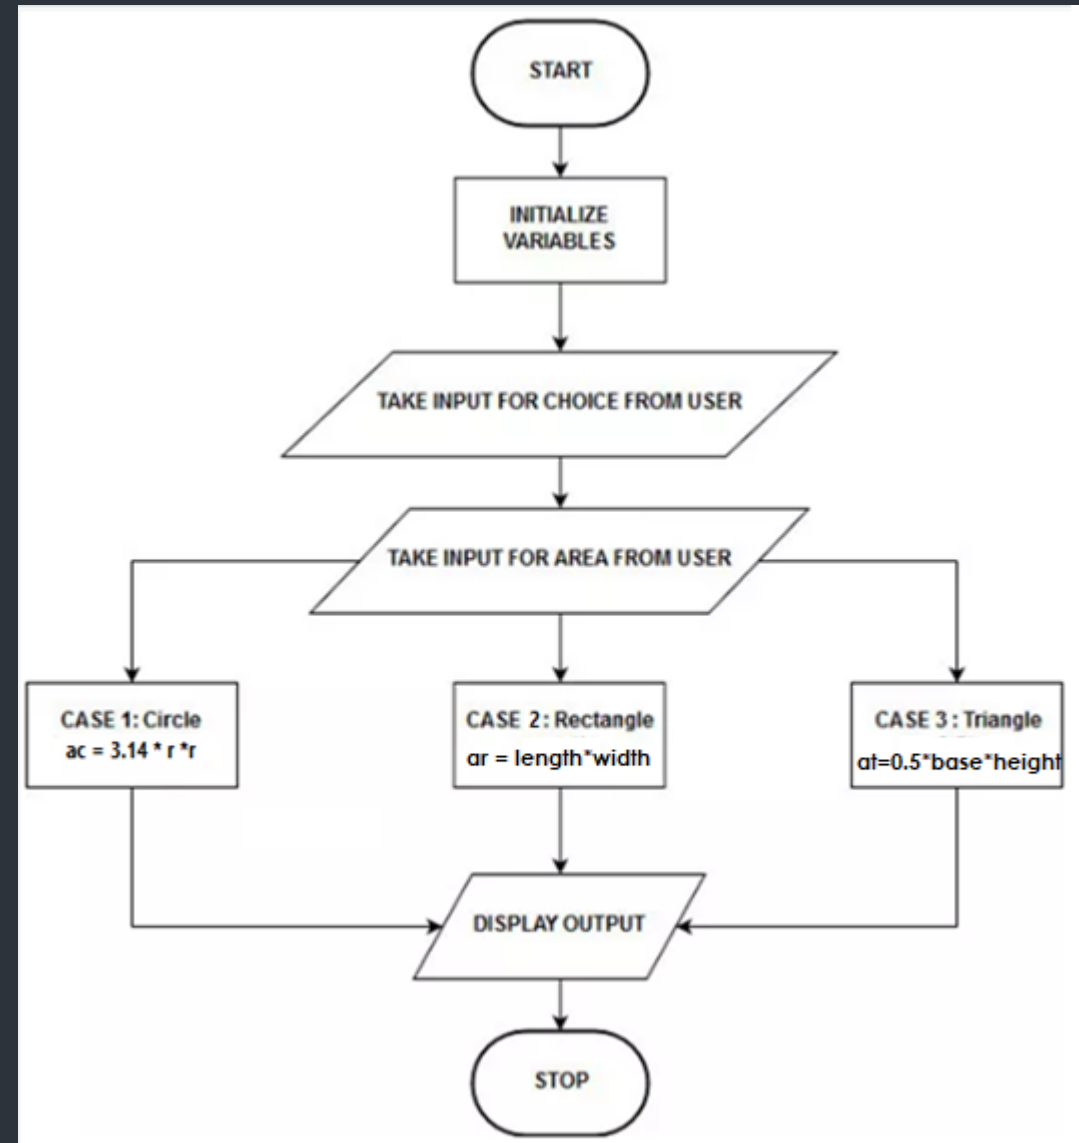 START
INITIALIZE
VARIABLES
TAKE INPUT FOR CHOICE FROM USER
TAKE INPUT FOR AREA FROM USER
CASE 1: Circle
ac = 3.14 * r *r
CASE 2: Rectangle
ar = length*width
CASE 3 : Triangle
at=0.5*base*height
DISPLAY OUTPUT
STOP